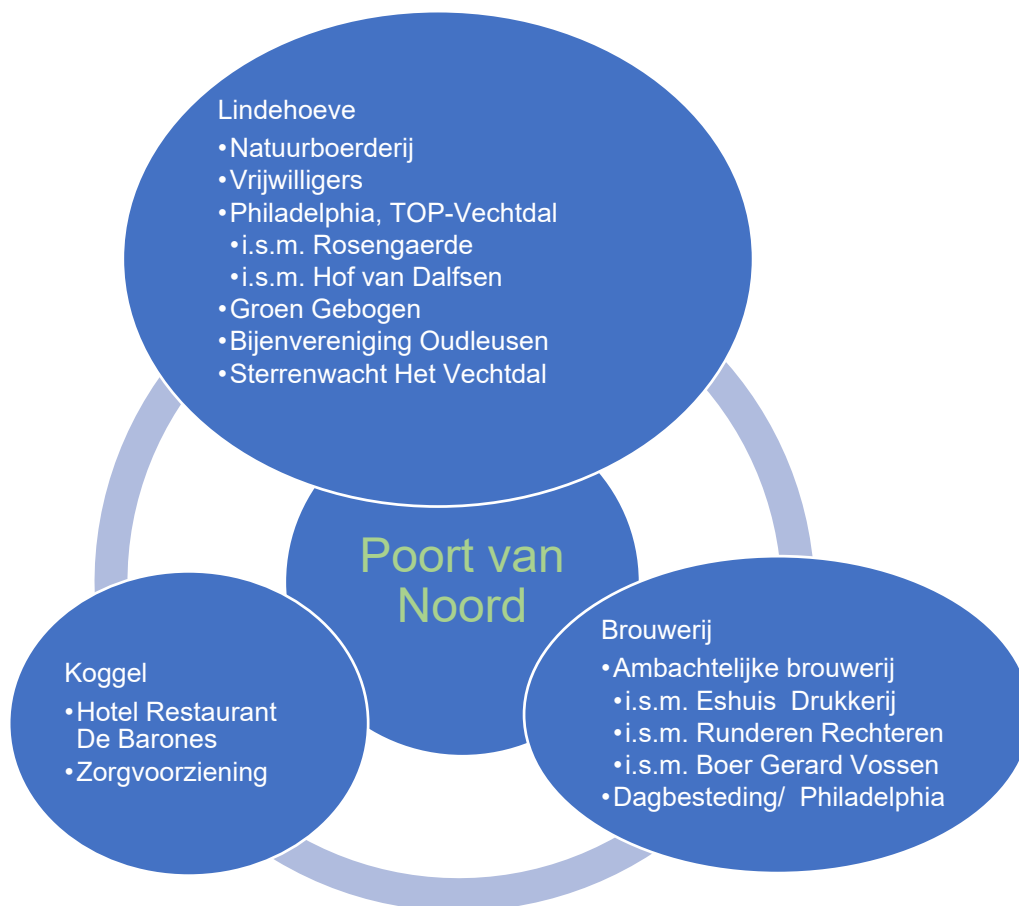 Lindehoeve
•Natuurboerderij
•Vrijwilligers
•Philadelphia, TOP-Vechtdal
•i.s.m. Rosengaerde
•i.s.m. Hof van Dalfsen
•Groen Gebogen
•Bijenvereniging Oudleusen
•Sterrenwacht Het Vechtdal
Poort van
Noord
Koggel
•Hotel Restaurant
De Barones
•Zorgvoorziening
Brouwerij
•Ambachtelijke brouwerij
•i.s.m. Eshuis Drukkerij
•i.s.m. Runderen Rechteren
•i.s.m. Boer Gerard Vossen
•Dagbesteding/ Philadelphia